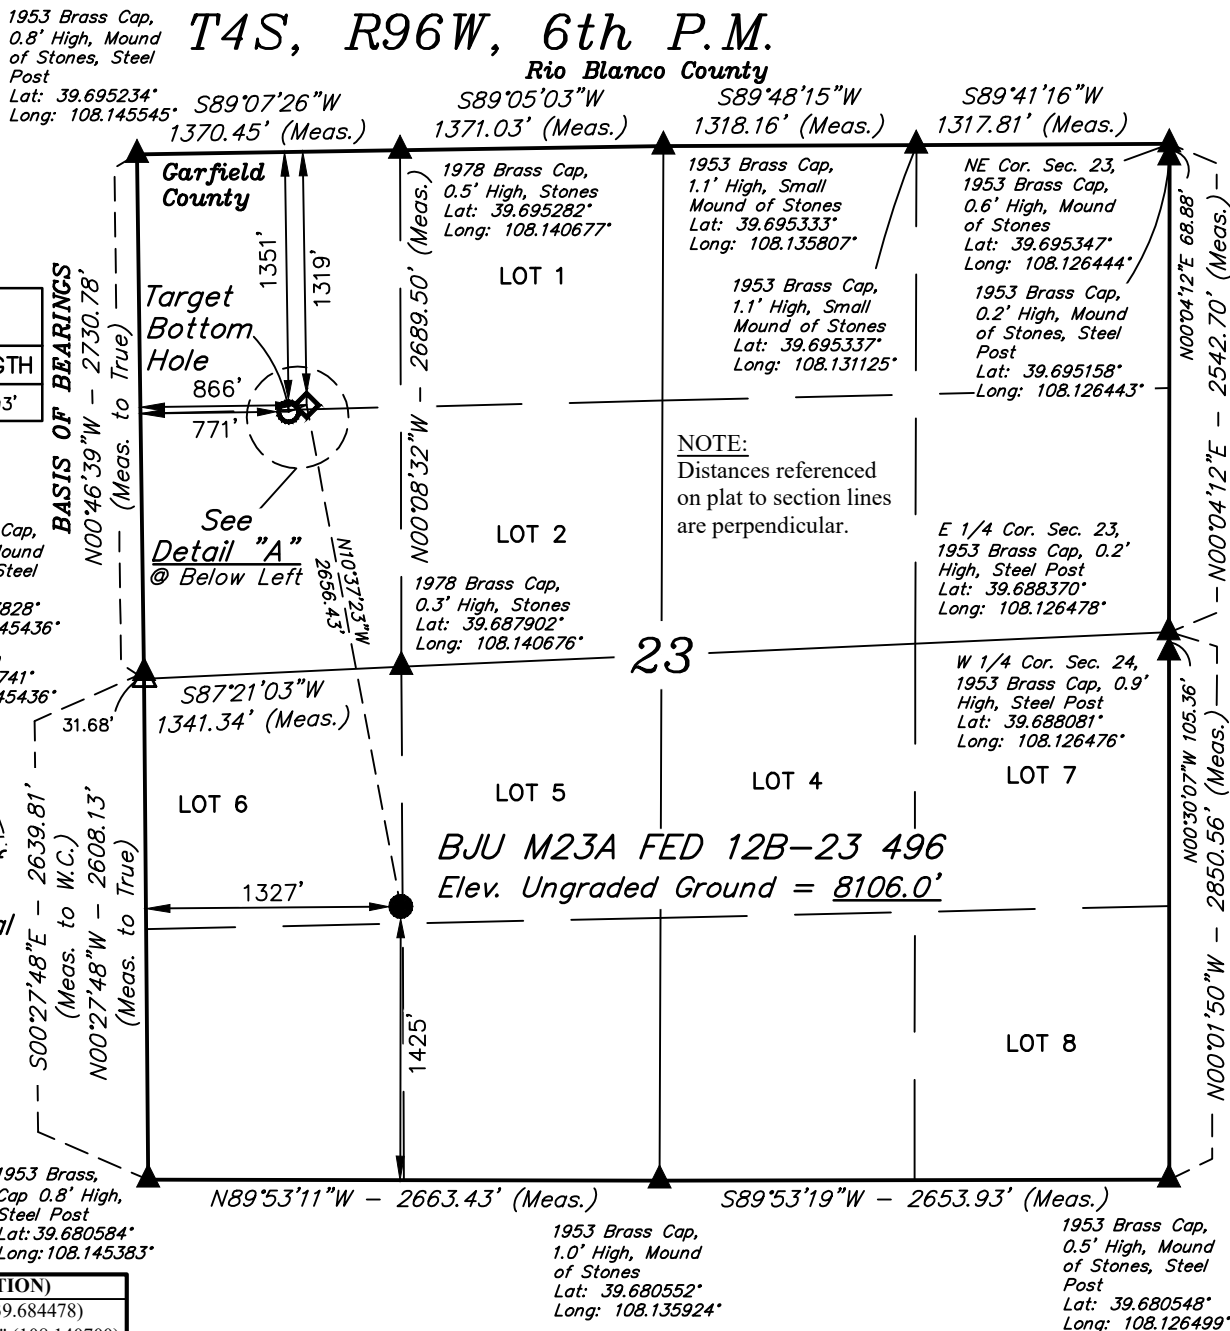 1953 Brass Cap,
0.8' High, Mound
of Stones, Steel
Post
Lat: 39.695234°
Long: 108.145545°
T4S, R96W, 6th P.M.
Rio Blanco County
S89°07'26"W
1370.45' (Meas.)
S89°05'03"W
1371.03' (Meas.)
S89°48'15"W
1318.16' (Meas.)
S89°41'16"W
1317.81' (Meas.)
Garfield
County
1978 Brass Cap,
0.5' High, Stones
Lat: 39.695282°
Long: 108.140677°
1953 Brass Cap,
1.1' High, Small
Mound of Stones
Lat: 39.695333°
Long: 108.135807°
NE Cor. Sec. 23,
1953 Brass Cap,
0.6' High, Mound
of Stones
Lat: 39.695347°
Long: 108.126444°
1953 Brass Cap,
1.1' High, Small
Mound of Stones
Lat: 39.695337°
Long: 108.131125°
1953 Brass Cap,
0.2' High, Mound
of Stones, Steel
Post
Lat: 39.695158°
Long: 108.126443°
N00°04'12"E 68.88'
N00°04'12"E - 2542.70' (Meas.)
LOT 1
1351'
1319'
Target
Bottom
Hole
866'
771'
GTH
03'
BASIS OF BEARINGS
N00°46'39"W - 2730.78'
(Meas. to True)
N00°08'32"W - 2689.50' (Meas.)
NOTE:
Distances referenced
on plat to section lines
are perpendicular.
See
Detail "A"
@ Below Left
N10°37'23"W
2656.43'
LOT 2
E 1/4 Cor. Sec. 23,
1953 Brass Cap, 0.2'
High, Steel Post
Lat: 39.688370°
Long: 108.126478°
Cap,
ound
Steel
7828°
45436°
741°
45436°
1978 Brass Cap,
0.3' High, Stones
Lat: 39.687902°
Long: 108.140676°
23
W 1/4 Cor. Sec. 24,
1953 Brass Cap, 0.9'
High, Steel Post
Lat: 39.688081°
Long: 108.126476°
S87°21'03"W
1341.34' (Meas.)
31.68'
LOT 6
LOT 5
LOT 4
LOT 7
N00°30'07"W 105.36'
N00°01'50"W - 2850.56' (Meas.)
BJU M23A FED 12B-23 496
Elev. Ungraded Ground = 8106.0'
1327'
al
S00°27'48"E - 2639.81'
(Meas. to W.C.)
N00°27'48"W - 2608.13'
(Meas. to True)
1425'
LOT 8
1953 Brass,
Cap 0.8' High,
Steel Post
Lat: 39.680584°
Long: 108.145383°
N89°53'11"W - 2663.43' (Meas.)
S89°53'19"W - 2653.93' (Meas.)
1953 Brass Cap,
1.0' High, Mound
of Stones
Lat: 39.680552°
Long: 108.135924°
1953 Brass Cap,
0.5' High, Mound
of Stones, Steel
Post
Lat: 39.680548°
Long: 108.126499°
TION)
39.684478)